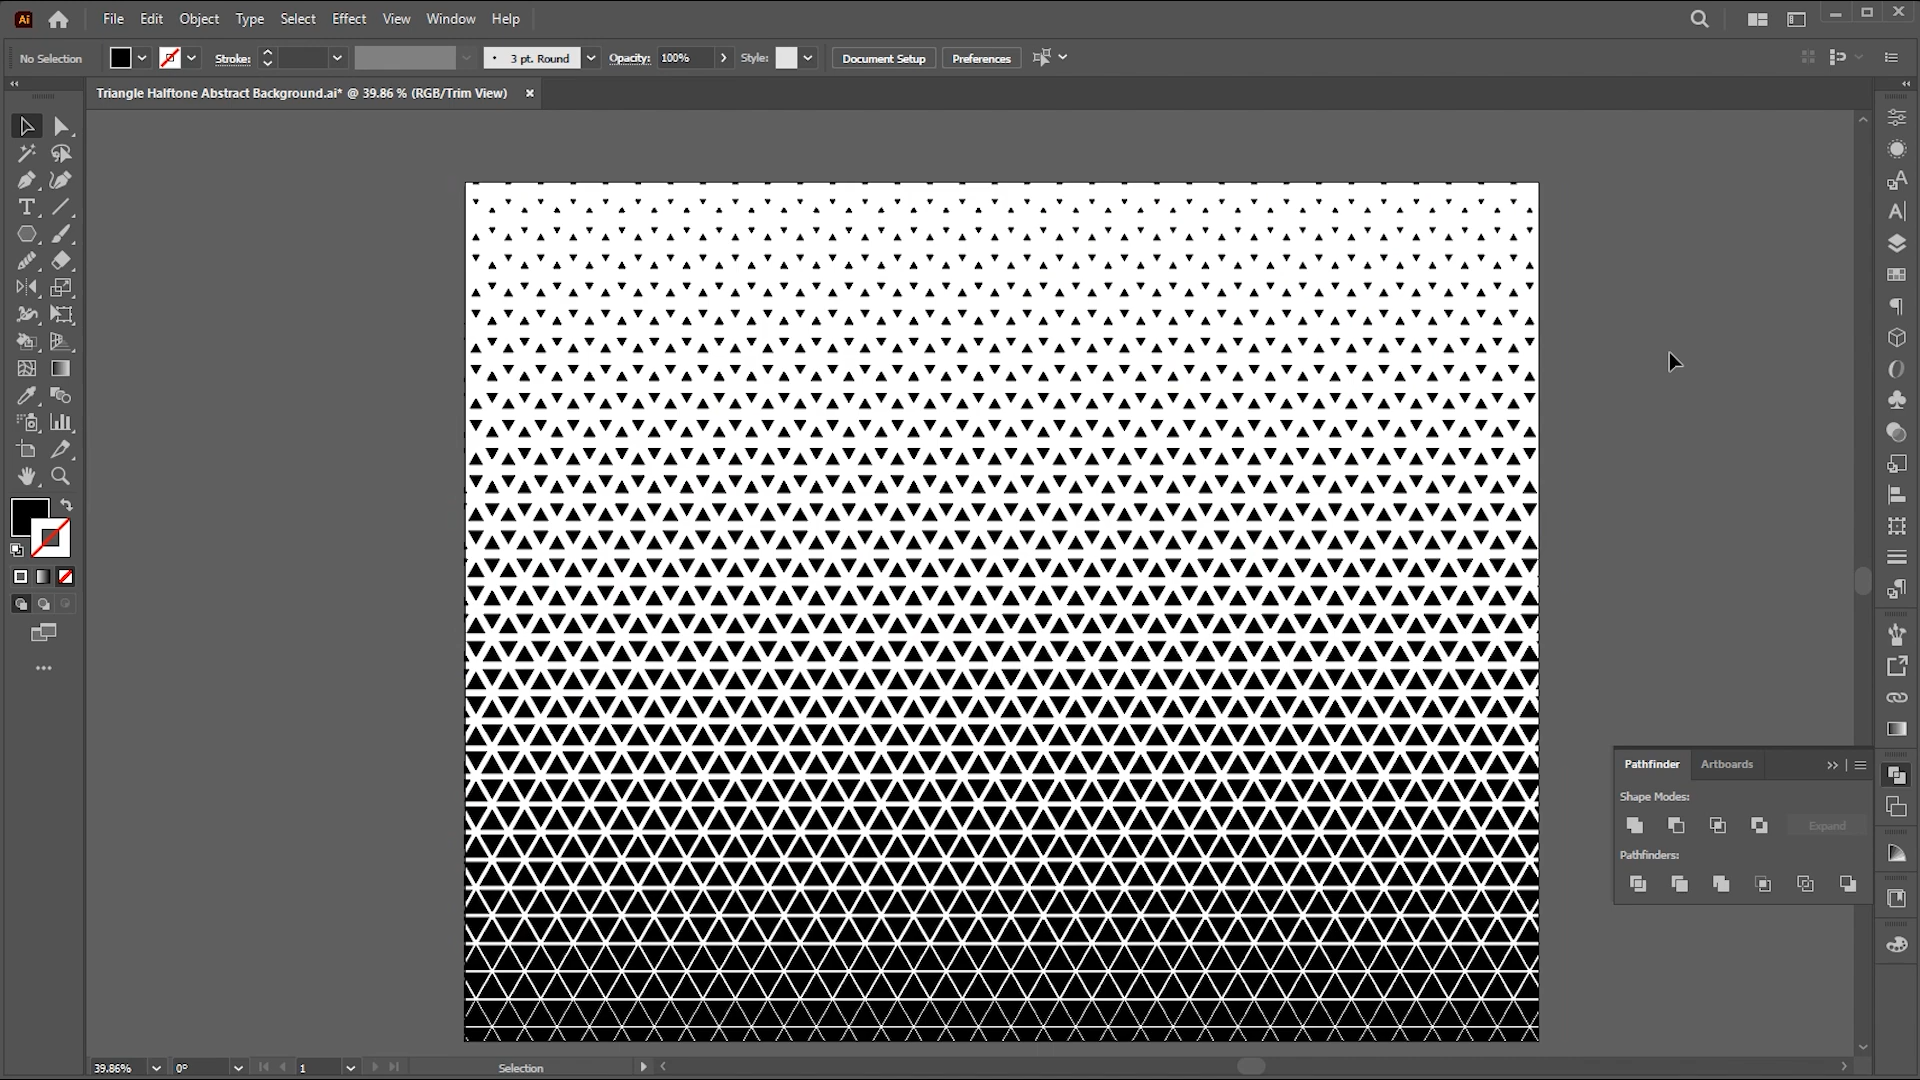 Ai File Edit Object Type Select Effect View Window Help
No Selection Stroke: 3 pt. Round Opacity: 100% Style: Document Setup Preferences
Triangle Halftone Abstract Background.ai* @ 39.86 % (RGB/Trim View)
Pathfinder Artboards
Shape Modes:
Expand
Pathfinders:
39.86% 0° 1 Selection